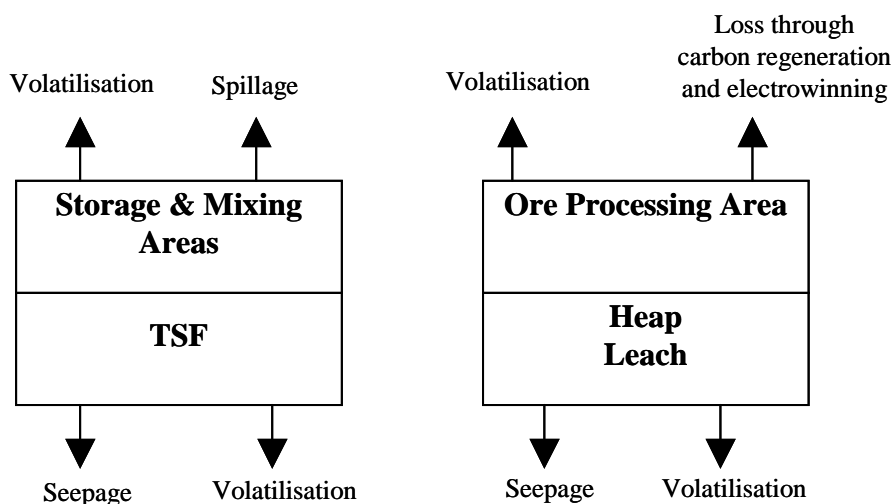 Loss through
carbon regeneration
and electrowinning
Volatilisation
Spillage
Volatilisation
Storage & Mixing
Areas
Ore Processing Area
TSF
Heap
Leach
Seepage
Volatilisation
Seepage
Volatilisation